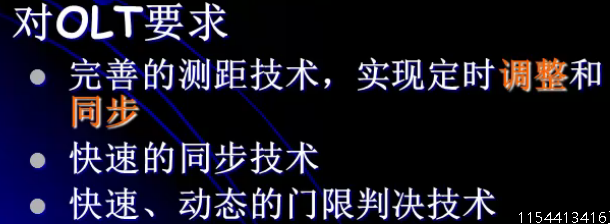 对OLT要求
完善的测距技术，实现定时调整和
同步
快速的同步技术
快速、动态的门限判决技术
1154413416